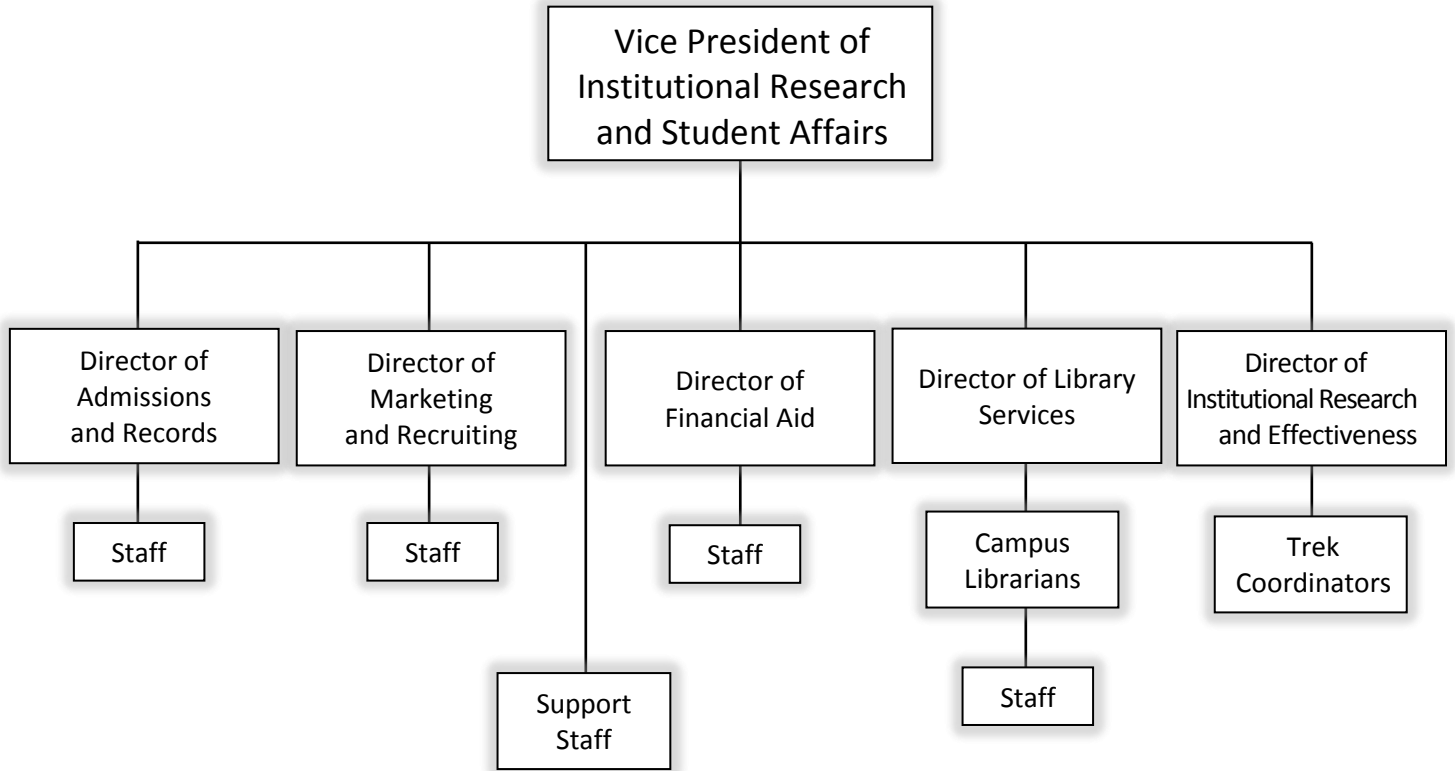 Vice President of
Institutional Research
and Student Affairs
Director of
Admissions
and Records
Director of
Marketing
and Recruiting
Director of
Financial Aid
Director of Library
Services
Director of
Institutional Research
and Effectiveness
Staff
Staff
Staff
Campus
Librarians
Trek
Coordinators
Support
Staff
Staff